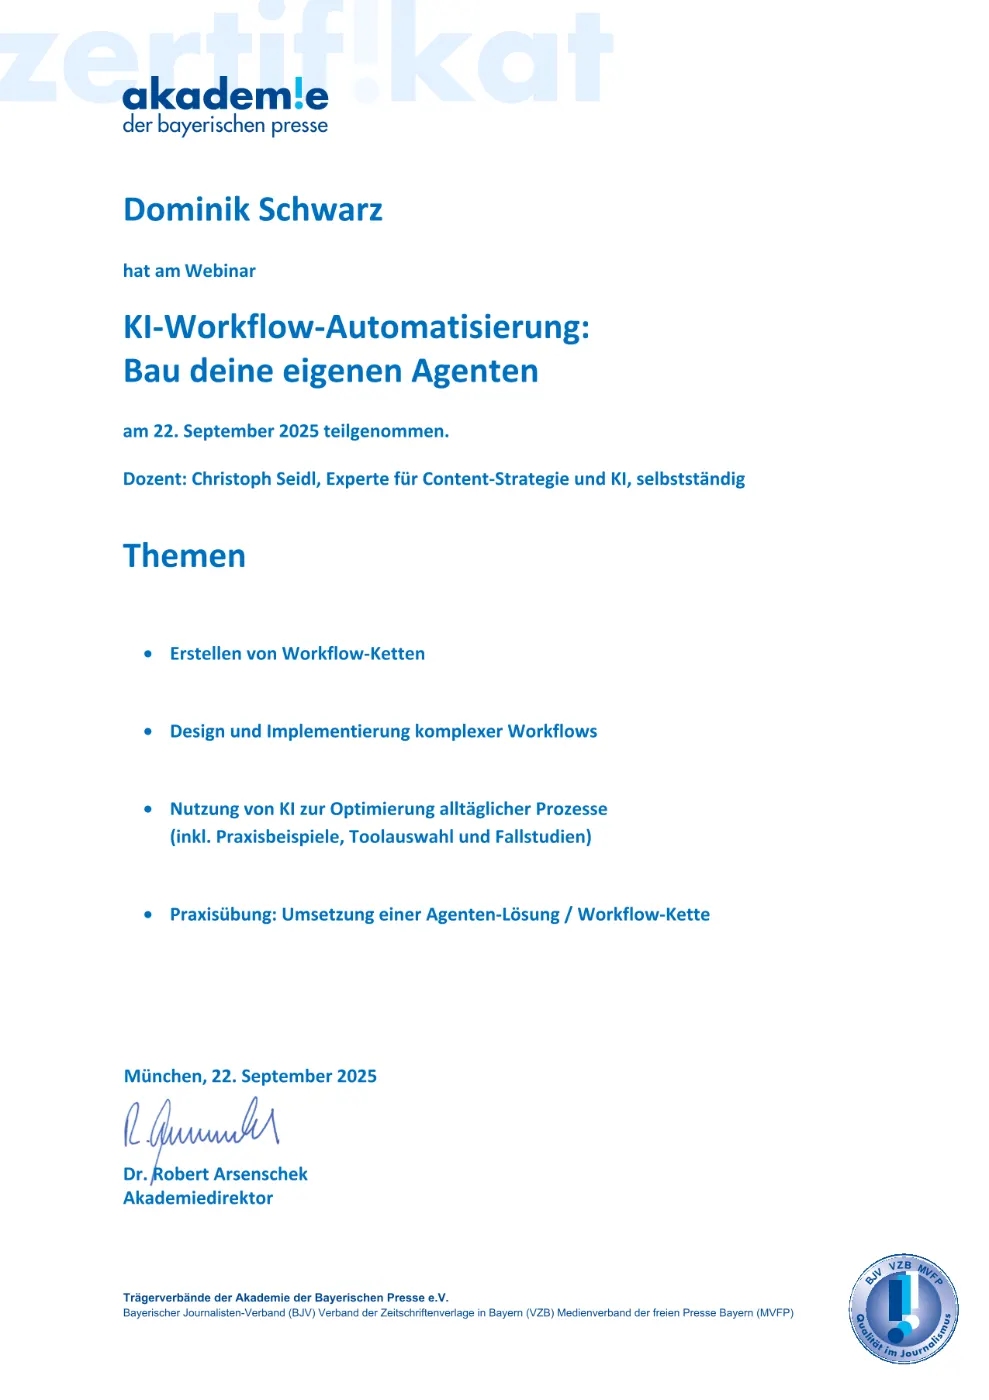 zertif!kat
akadem!e
der bayerischen presse
Dominik Schwarz
hat am Webinar
KI-Workflow-Automatisierung:
Bau deine eigenen Agenten
am 22. September 2025 teilgenommen.
Dozent: Christoph Seidl, Experte für Content-Strategie und KI, selbstständig
Themen
• Erstellen von Workflow-Ketten
• Design und Implementierung komplexer Workflows
• Nutzung von KI zur Optimierung alltäglicher Prozesse
(inkl. Praxisbeispiele, Toolauswahl und Fallstudien)
• Praxisübung: Umsetzung einer Agenten-Lösung / Workflow-Kette
München, 22. September 2025
Dr. Robert Arsenschek
Akademiedirektor
Trägerverbände der Akademie der Bayerischen Presse e.V.
Bayerischer Journalisten-Verband (BJV) Verband der Zeitschriftenverlage in Bayern (VZB) Medienverband der freien Presse Bayern (MVFP)
BJV VZB MVFP
Qualität im Journalismus